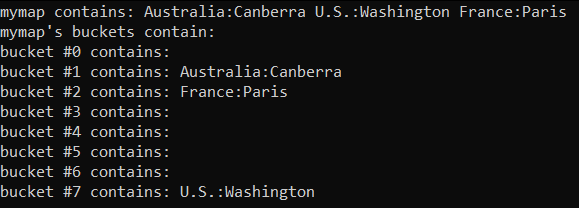 mymap contains: Australia:Canberra U.S.:Washington France:Paris
mymap's buckets contain:
bucket #0 contains:
bucket #1 contains: Australia:Canberra
bucket #2 contains: France:Paris
bucket #3 contains:
bucket #4 contains:
bucket #5 contains:
bucket #6 contains:
bucket #7 contains: U.S.:Washington